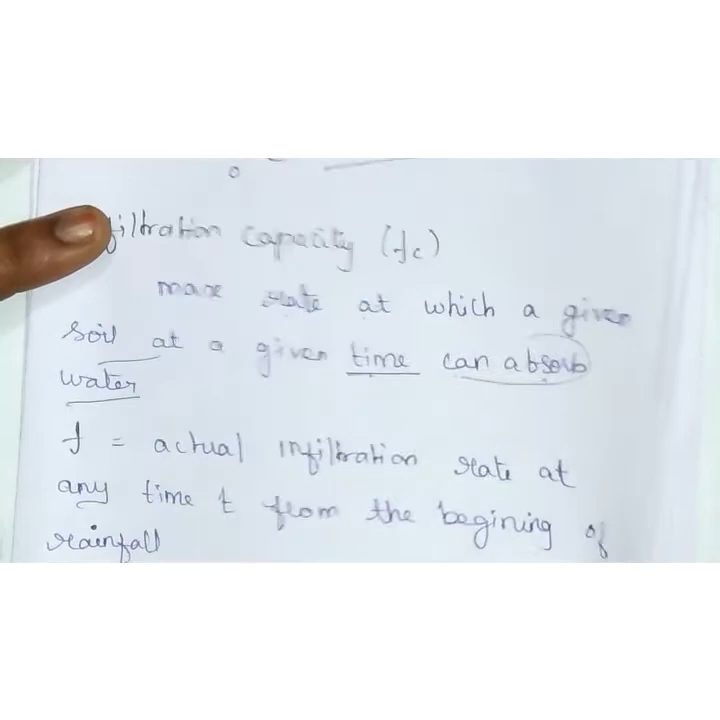 filtration capacity (fc)
max rate at which a given
soil at a given time can absorb
water
f = actual infiltration rate at
any time t from the begining of
rainfall